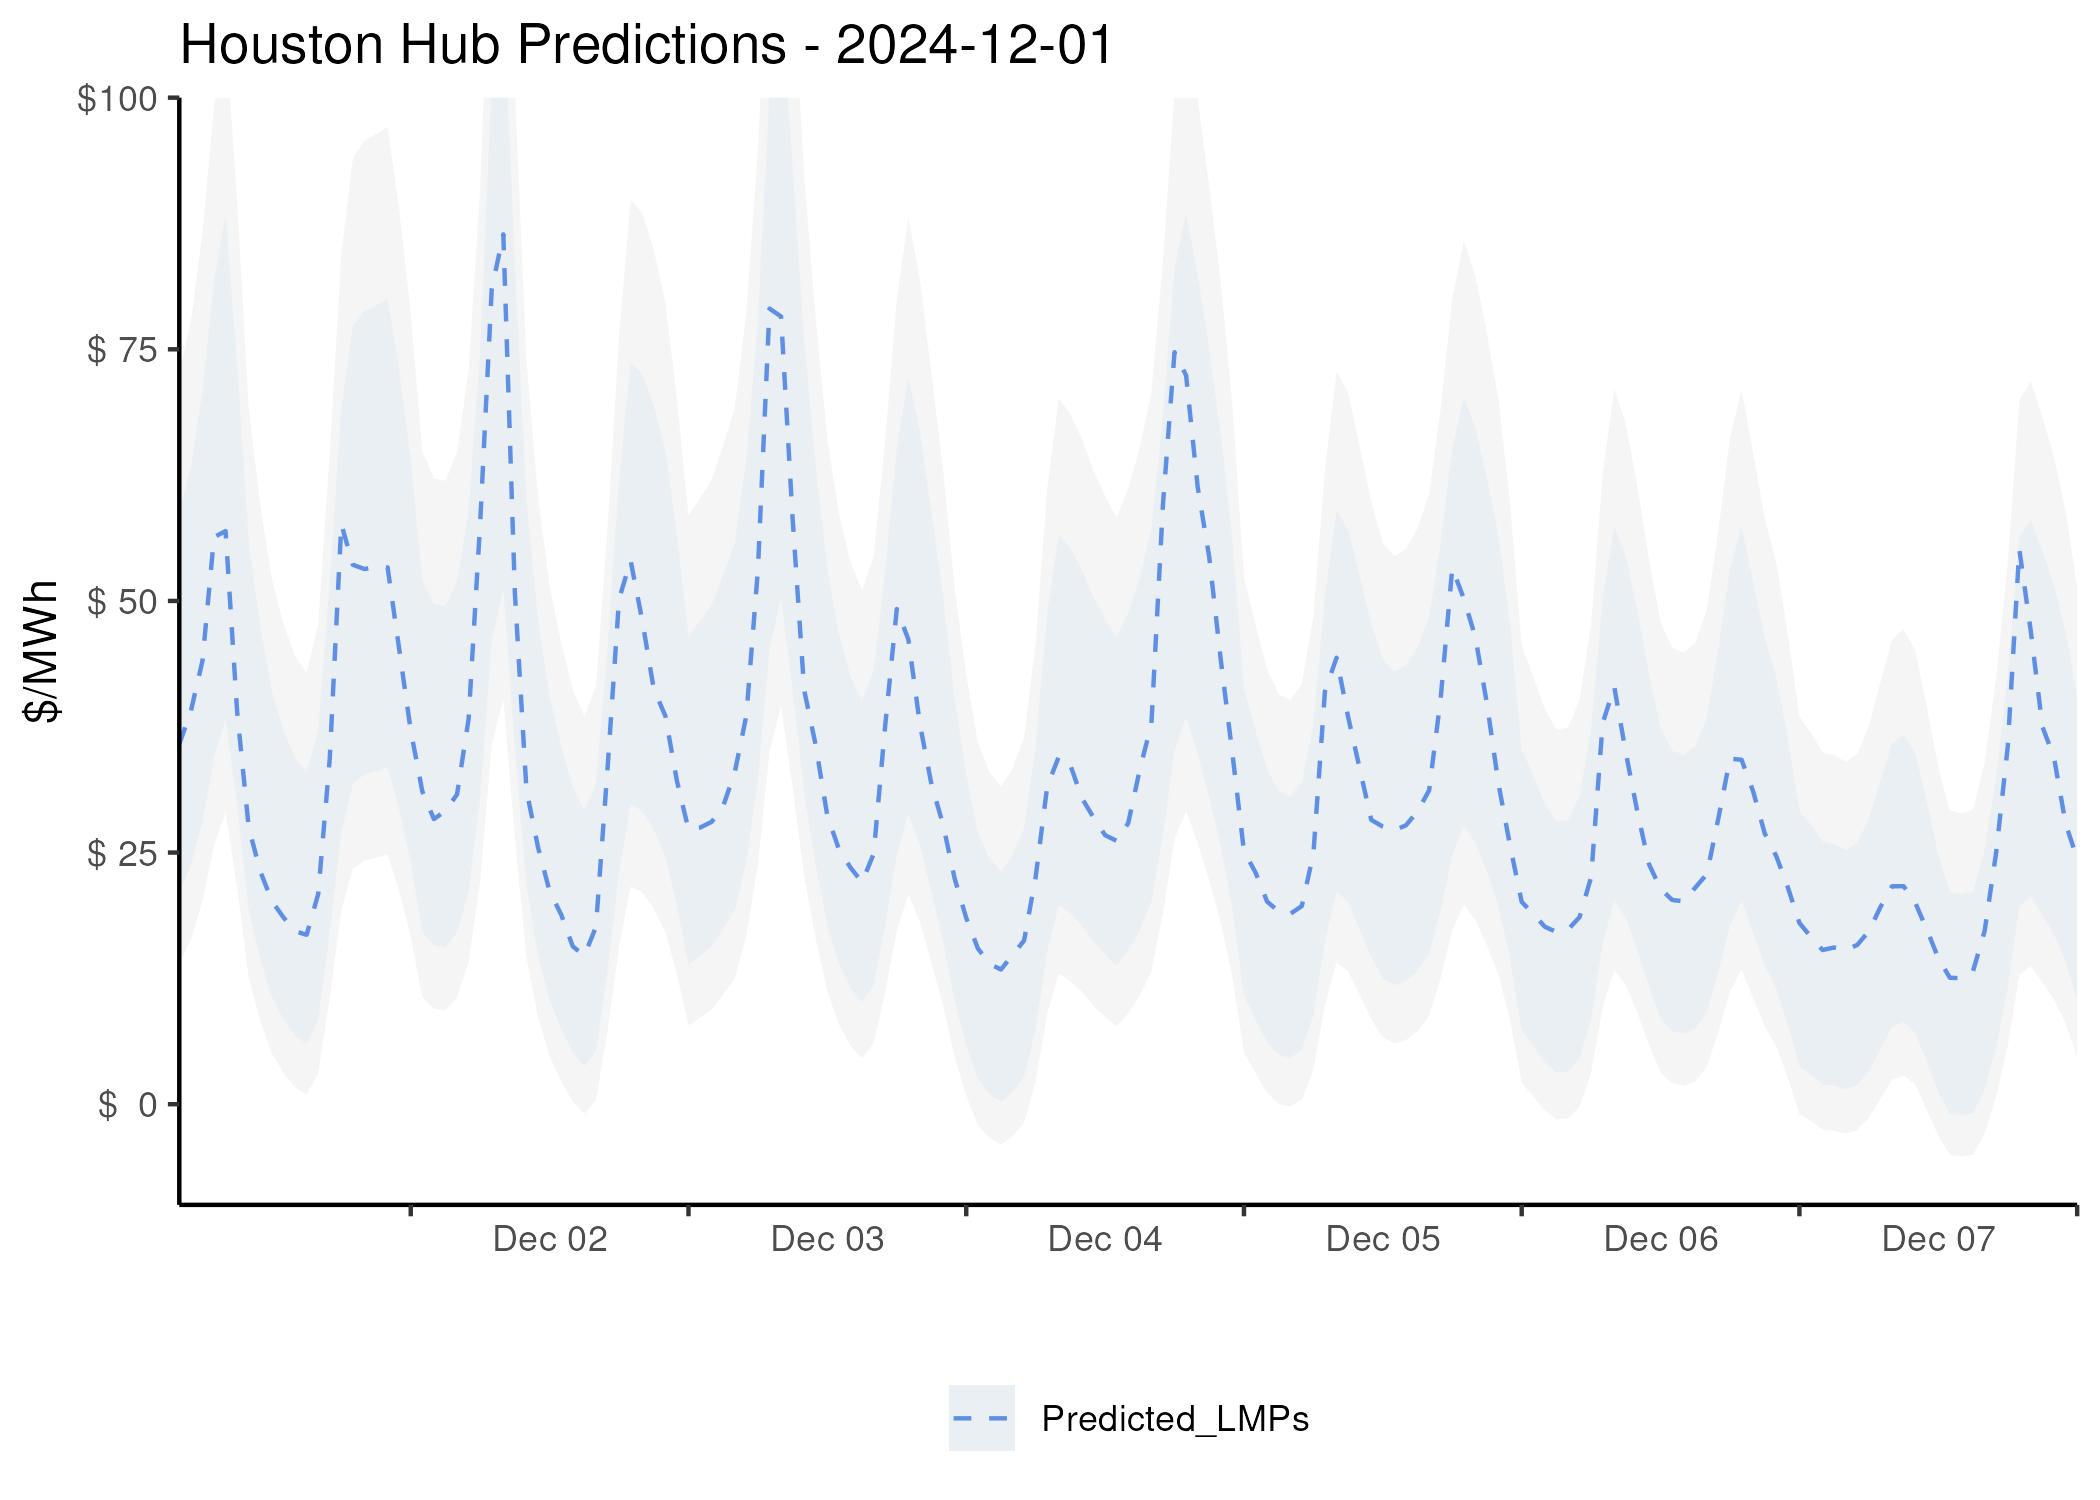 Houston Hub Predictions - 2024-12-01
$100
$ 75
$ 50
$ 25
$  0
$/MWh
Dec 02 Dec 03 Dec 04 Dec 05 Dec 06 Dec 07
Predicted_LMPs